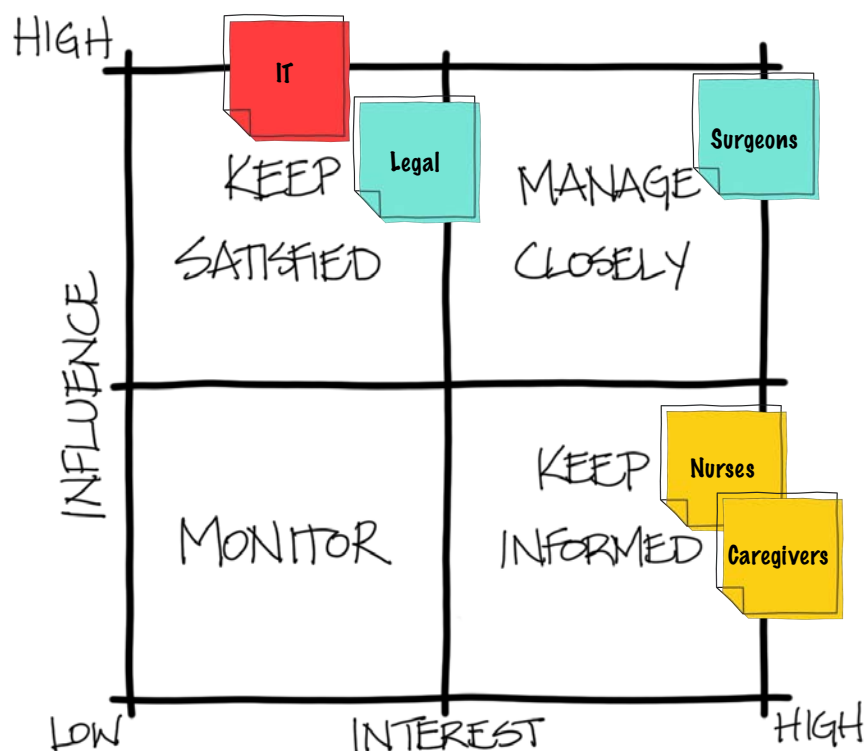 HIGH
IT
Legal
Surgeons
KEEP
SATISFIED
MANAGE
CLOSELY
INFLUENCE
MONITOR
KEEP
INFORMED
Nurses
Caregivers
LOW
INTEREST
HIGH